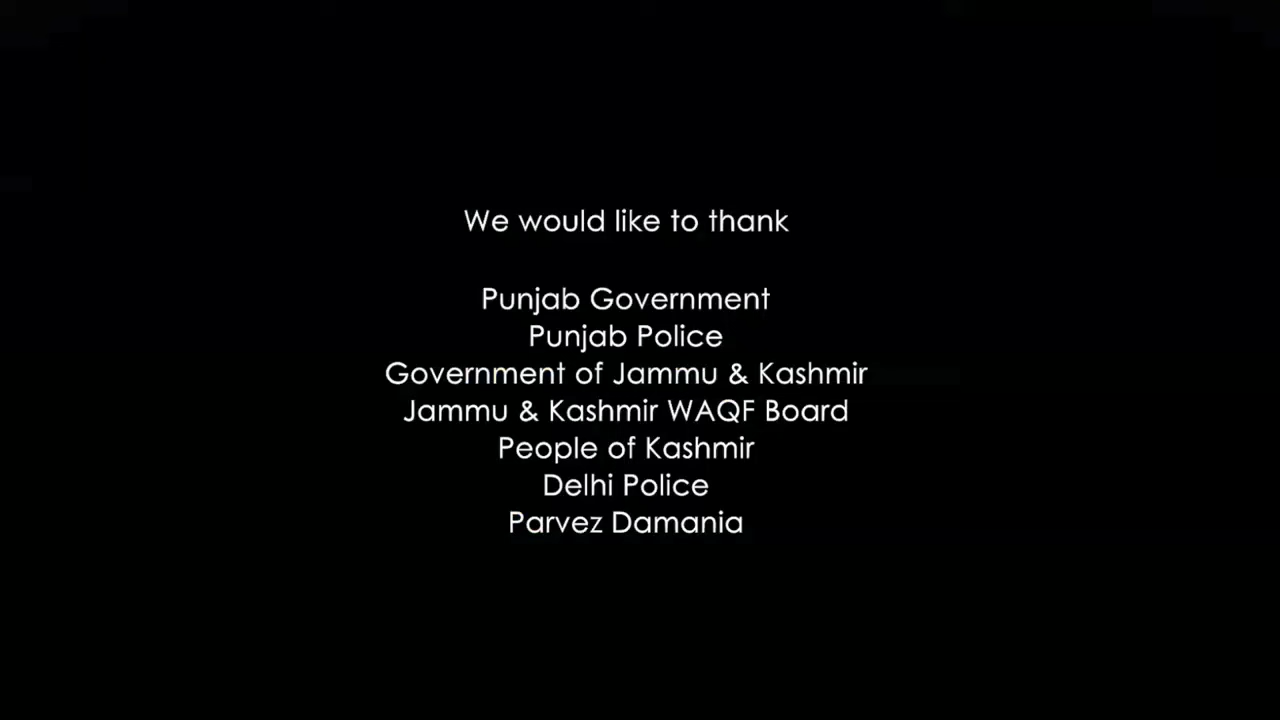 We would like to thank
Punjab Government
Punjab Police
Government of Jammu & Kashmir
Jammu & Kashmir WAQF Board
People of Kashmir
Delhi Police
Parvez Damania